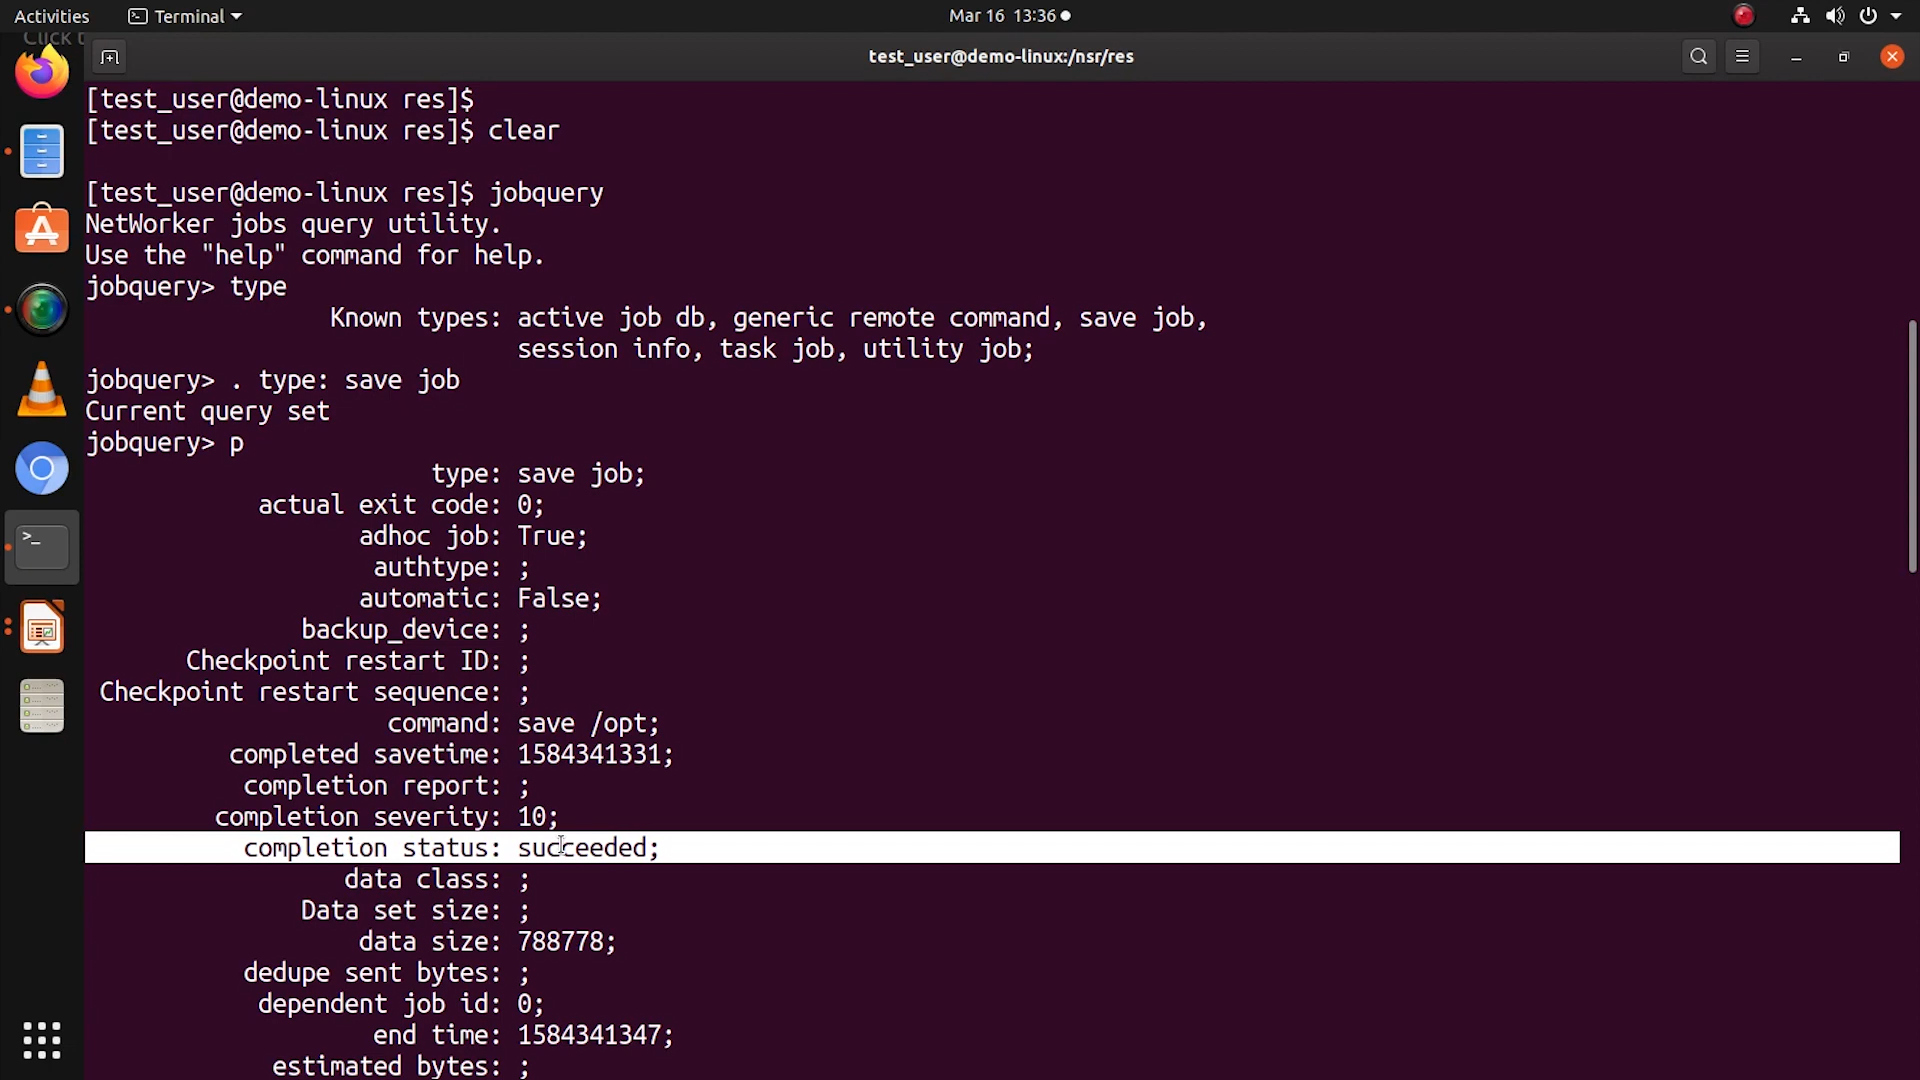 Activities
Terminal
Mar 16 13:36
Click t
test_user@demo-linux:/nsr/res
[test_user@demo-linux res]$
[test_user@demo-linux res]$ clear
[test_user@demo-linux res]$ jobquery
NetWorker jobs query utility.
Use the "help" command for help.
jobquery> type
Known types: active job db, generic remote command, save job,
session info, task job, utility job;
jobquery> . type: save job
Current query set
jobquery> p
type: save job;
actual exit code: 0;
adhoc job: True;
authtype: ;
automatic: False;
backup_device: ;
Checkpoint restart ID: ;
Checkpoint restart sequence: ;
command: save /opt;
completed savetime: 1584341331;
completion report: ;
completion severity: 10;
completion status: succeeded;
data class: ;
Data set size: ;
data size: 788778;
dedupe sent bytes: ;
dependent job id: 0;
end time: 1584341347;
estimated bytes: ;